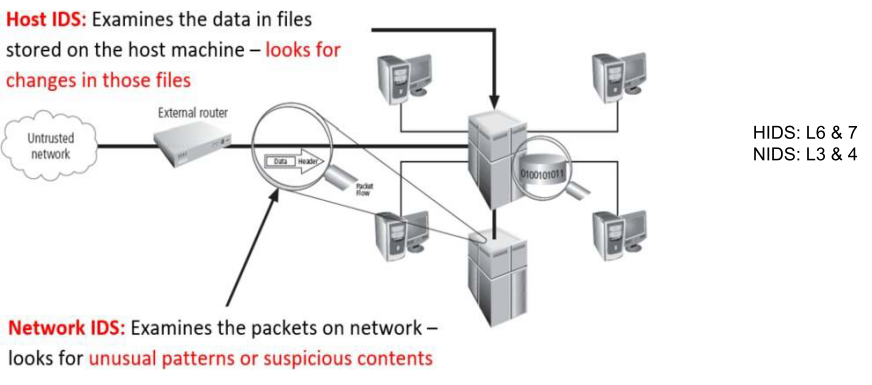 Host IDS: Examines the data in files
stored on the host machine – looks for
changes in those files
External router
Untrusted
network
Data Header
Packet
Flow
0100101011
HIDS: L6 & 7
NIDS: L3 & 4
Network IDS: Examines the packets on network –
looks for unusual patterns or suspicious contents